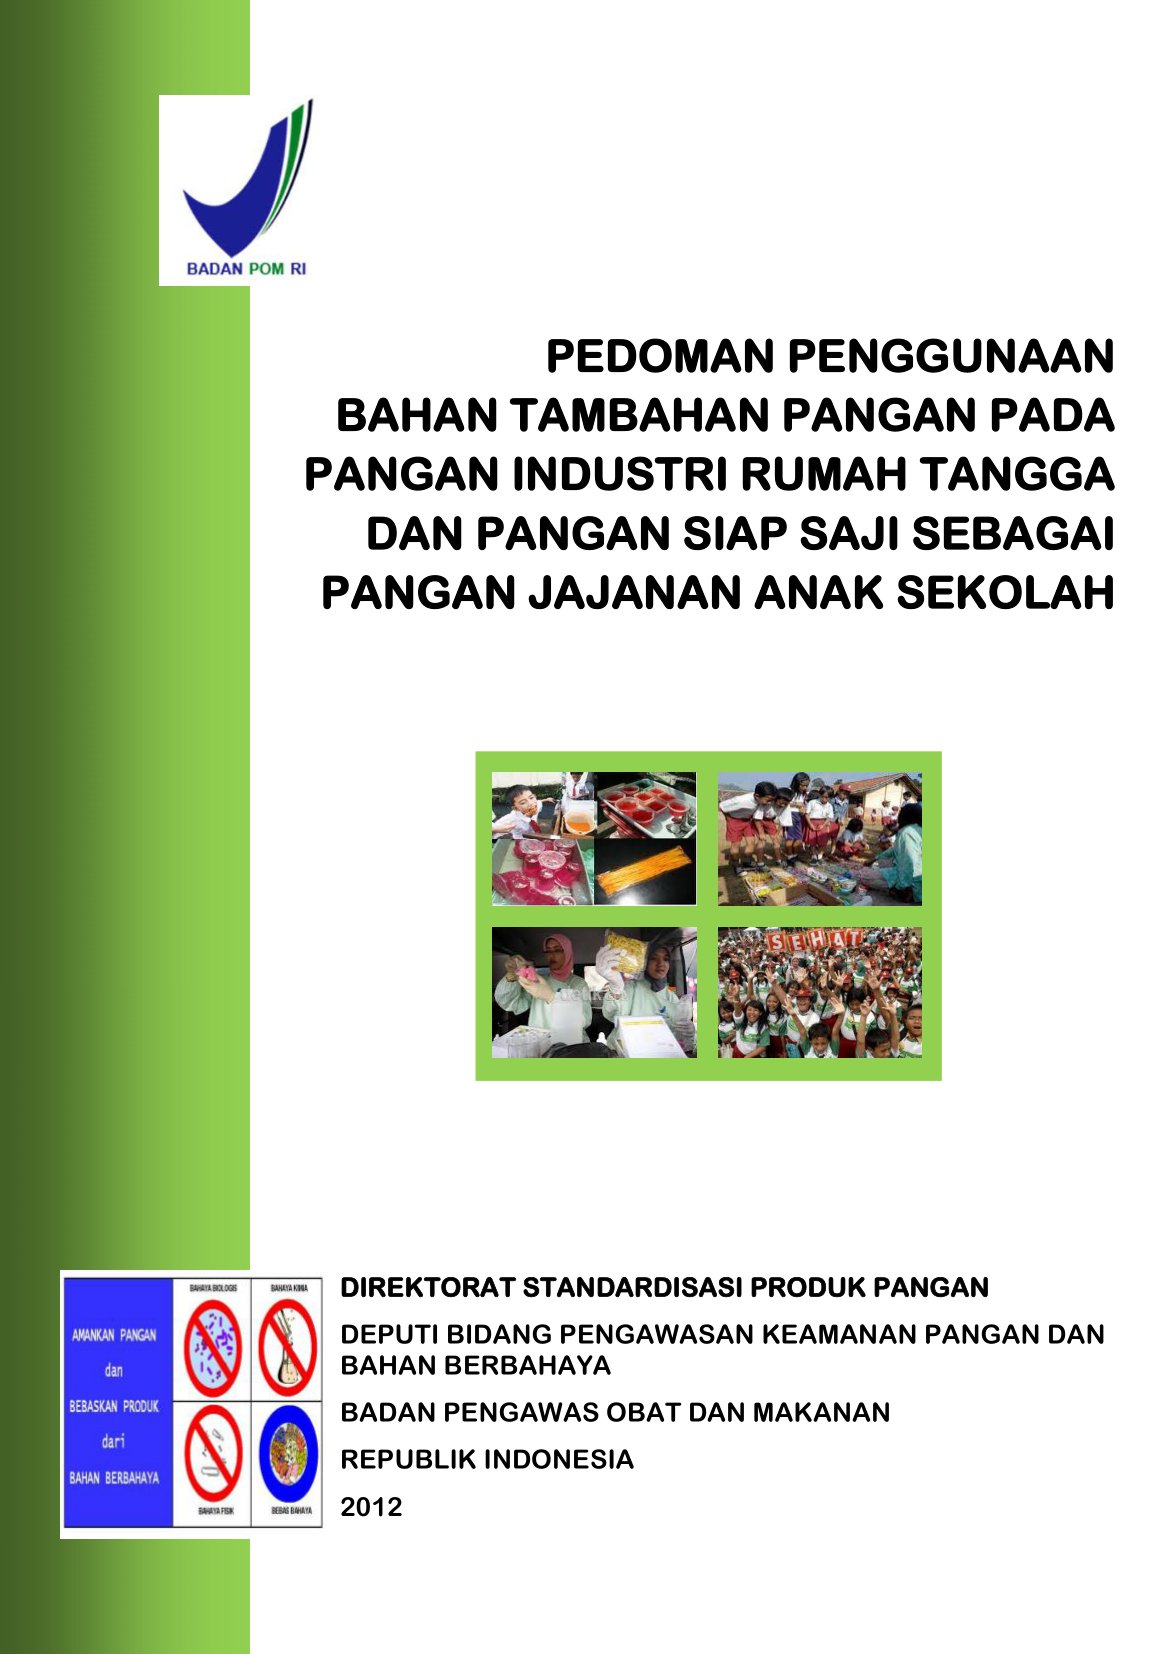 BADAN POM RI
PEDOMAN PENGGUNAAN
BAHAN TAMBAHAN PANGAN PADA
PANGAN INDUSTRI RUMAH TANGGA
DAN PANGAN SIAP SAJI SEBAGAI
PANGAN JAJANAN ANAK SEKOLAH
SEHAT
AMANKAN PANGAN
dan
BEBASKAN PRODUK
dari
BAHAN BERBAHAYA
BAHAYA BIOLOGIS
BAHAYA KIMIA
BAHAYA FISIK
BEBAS BAHAYA
DIREKTORAT STANDARDISASI PRODUK PANGAN
DEPUTI BIDANG PENGAWASAN KEAMANAN PANGAN DAN
BAHAN BERBAHAYA
BADAN PENGAWAS OBAT DAN MAKANAN
REPUBLIK INDONESIA
2012